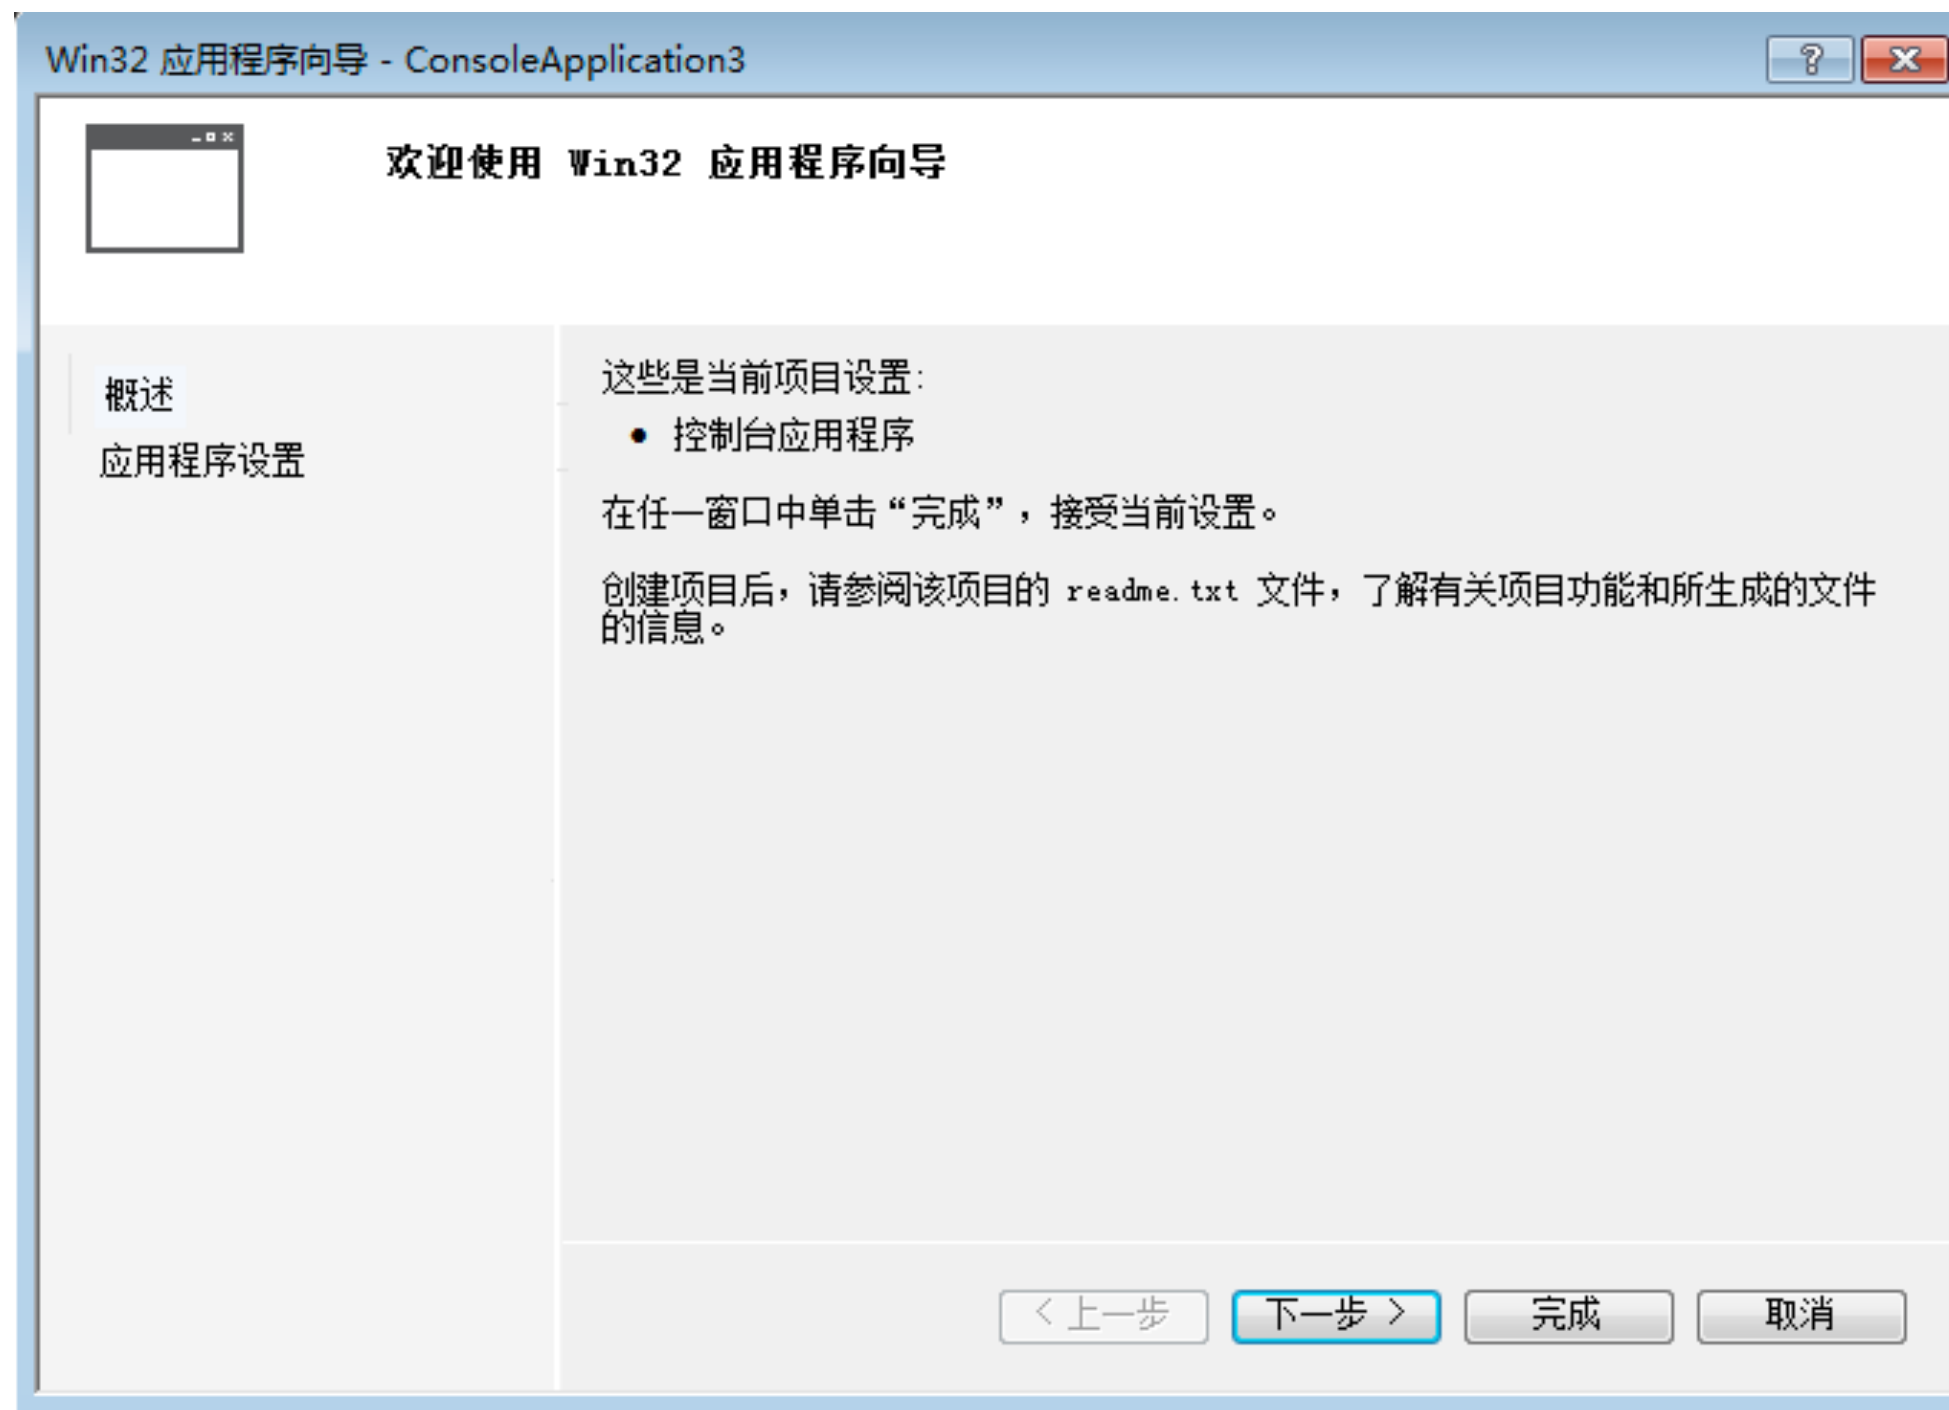 Win32 应用程序向导 - ConsoleApplication3
欢迎使用 Win32 应用程序向导
概述
应用程序设置
这些是当前项目设置:
• 控制台应用程序
在任一窗口中单击“完成”，接受当前设置。
创建项目后，请参阅该项目的 readme.txt 文件，了解有关项目功能和所生成的文件
的信息。
< 上一步
下一步 >
完成
取消